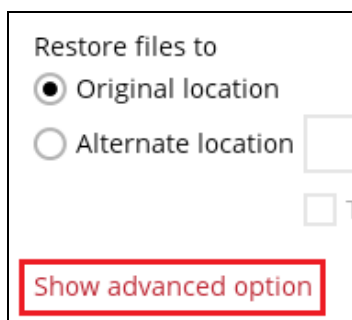 Restore files to
Original location
Alternate location
Show advanced option